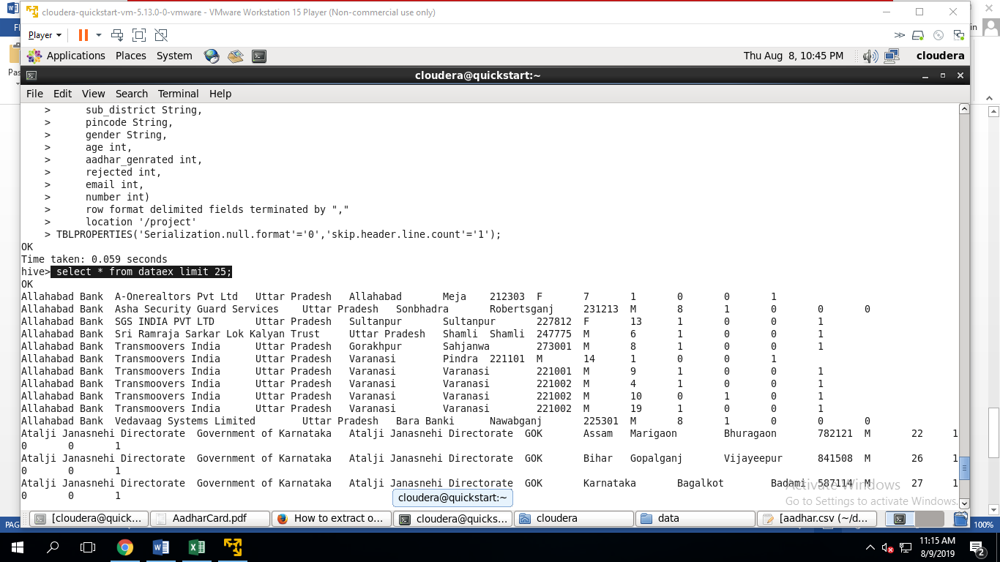 cloudera-quickstart-vm-5.13.0-0-vmware - VMware Workstation 15 Player (Non-commercial use only)
Player
Applications Places System Thu Aug 8, 10:45 PM cloudera
cloudera@quickstart:~
File Edit View Search Terminal Help
> sub_district String,
> pincode String,
> gender String,
> age int,
> aadhar_genrated int,
> rejected int,
> email int,
> number int)
> row format delimited fields terminated by ","
> location '/project'
> TBLPROPERTIES('Serialization.null.format'='0','skip.header.line.count'='1');
OK
Time taken: 0.059 seconds
hive> select * from dataex limit 25;
OK
Allahabad Bank A-Onerealtors Pvt Ltd Uttar Pradesh Allahabad Meja 212303 F 7 1 0 0 1
Allahabad Bank Asha Security Guard Services Uttar Pradesh Sonbhadra Robertsganj 231213 M 8 1 0 0 0
Allahabad Bank SGS INDIA PVT LTD Uttar Pradesh Sultanpur Sultanpur 227812 F 13 1 0 0 1
Allahabad Bank Sri Ramraja Sarkar Lok Kalyan Trust Uttar Pradesh Shamli Shamli 247775 M 6 1 0 0 1
Allahabad Bank Transmoovers India Uttar Pradesh Gorakhpur Sahjanwa 273001 M 8 1 0 0 1
Allahabad Bank Transmoovers India Uttar Pradesh Varanasi Pindra 221101 M 14 1 0 0 1
Allahabad Bank Transmoovers India Uttar Pradesh Varanasi Varanasi 221001 M 9 1 0 0 1
Allahabad Bank Transmoovers India Uttar Pradesh Varanasi Varanasi 221002 M 4 1 0 0 1
Allahabad Bank Transmoovers India Uttar Pradesh Varanasi Varanasi 221002 M 10 0 1 0 1
Allahabad Bank Transmoovers India Uttar Pradesh Varanasi Varanasi 221002 M 19 1 0 0 1
Allahabad Bank Vedavaag Systems Limited Uttar Pradesh Bara Banki Nawabganj 225301 M 8 1 0 0 0
Atalji Janasnehi Directorate Government of Karnataka Atalji Janasnehi Directorate GOK Assam Marigaon Bhuragaon 782121 M 22 1
0 0 1
Atalji Janasnehi Directorate Government of Karnataka Atalji Janasnehi Directorate GOK Bihar Gopalganj Vijayeepur 841508 M 26 1
0 0 1
Atalji Janasnehi Directorate Government of Karnataka Atalji Janasnehi Directorate GOK Karnataka Bagalkot Badami 587114 M 27 1
0 0 1
Activate Windows
Go to Settings to activate Windows.
cloudera@quickstart:~
[cloudera@quick... AadharCard.pdf How to extract o... cloudera@quicks... cloudera data [aadhar.csv (~/d...
PAG 100%
11:15 AM
8/9/2019
2